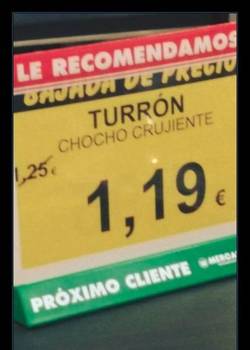 LE RECOMENDAMOS
BAJADA DE PRECIO
TURRÓN
CHOCHO CRUJIENTE
1,25 €
1,19 €
PRÓXIMO CLIENTE